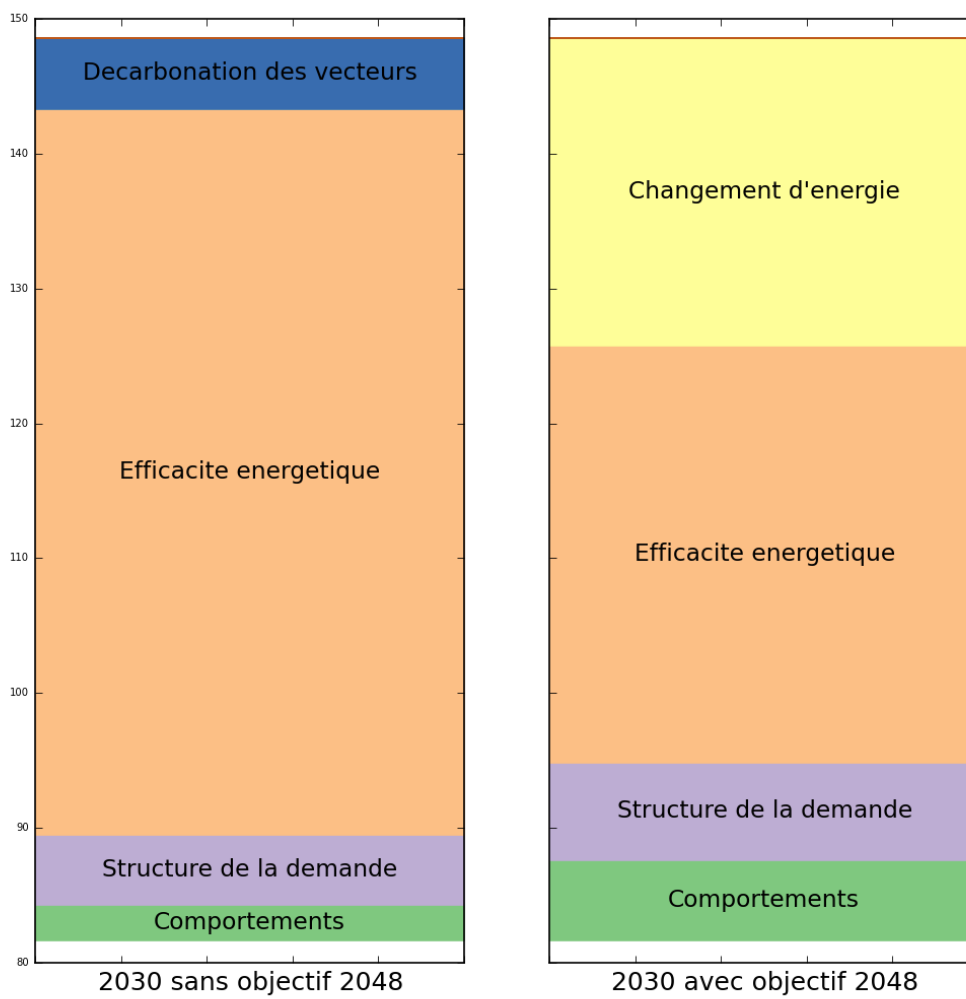 150
140
130
120
110
100
90
80
Decarbonation des vecteurs
Efficacite energetique
Structure de la demande
Comportements
2030 sans objectif 2048
Changement d'energie
Efficacite energetique
Structure de la demande
Comportements
2030 avec objectif 2048